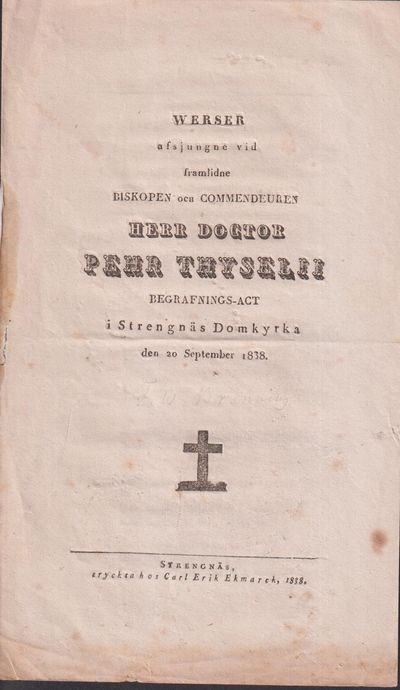 WERSER
afsjungne vid
framlidne
BISKOPEN och COMMENDEUREN
HERR DOCTOR
PEHR THYSELII
BEGRAFNINGS-ACT
i Strengnäs Domkyrka
den 20 September 1838.
STRENGNÄS,
tryckta hos Carl Erik Ekmarck, 1838.